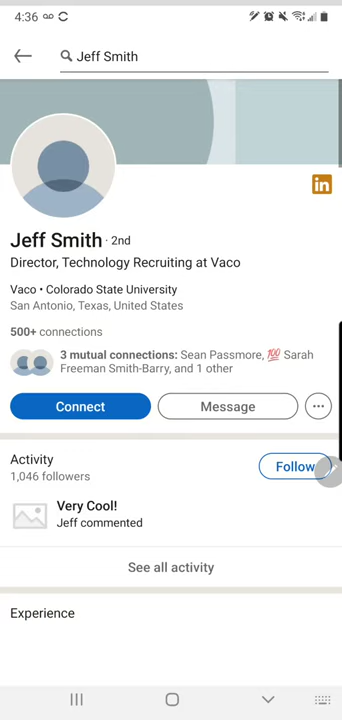 4:36
Jeff Smith
in
Jeff Smith · 2nd
Director, Technology Recruiting at Vaco
Vaco • Colorado State University
San Antonio, Texas, United States
500+ connections
3 mutual connections: Sean Passmore, 💯 Sarah
Freeman Smith-Barry, and 1 other
Connect
Message
Activity
1,046 followers
Follow
Very Cool!
Jeff commented
See all activity
Experience